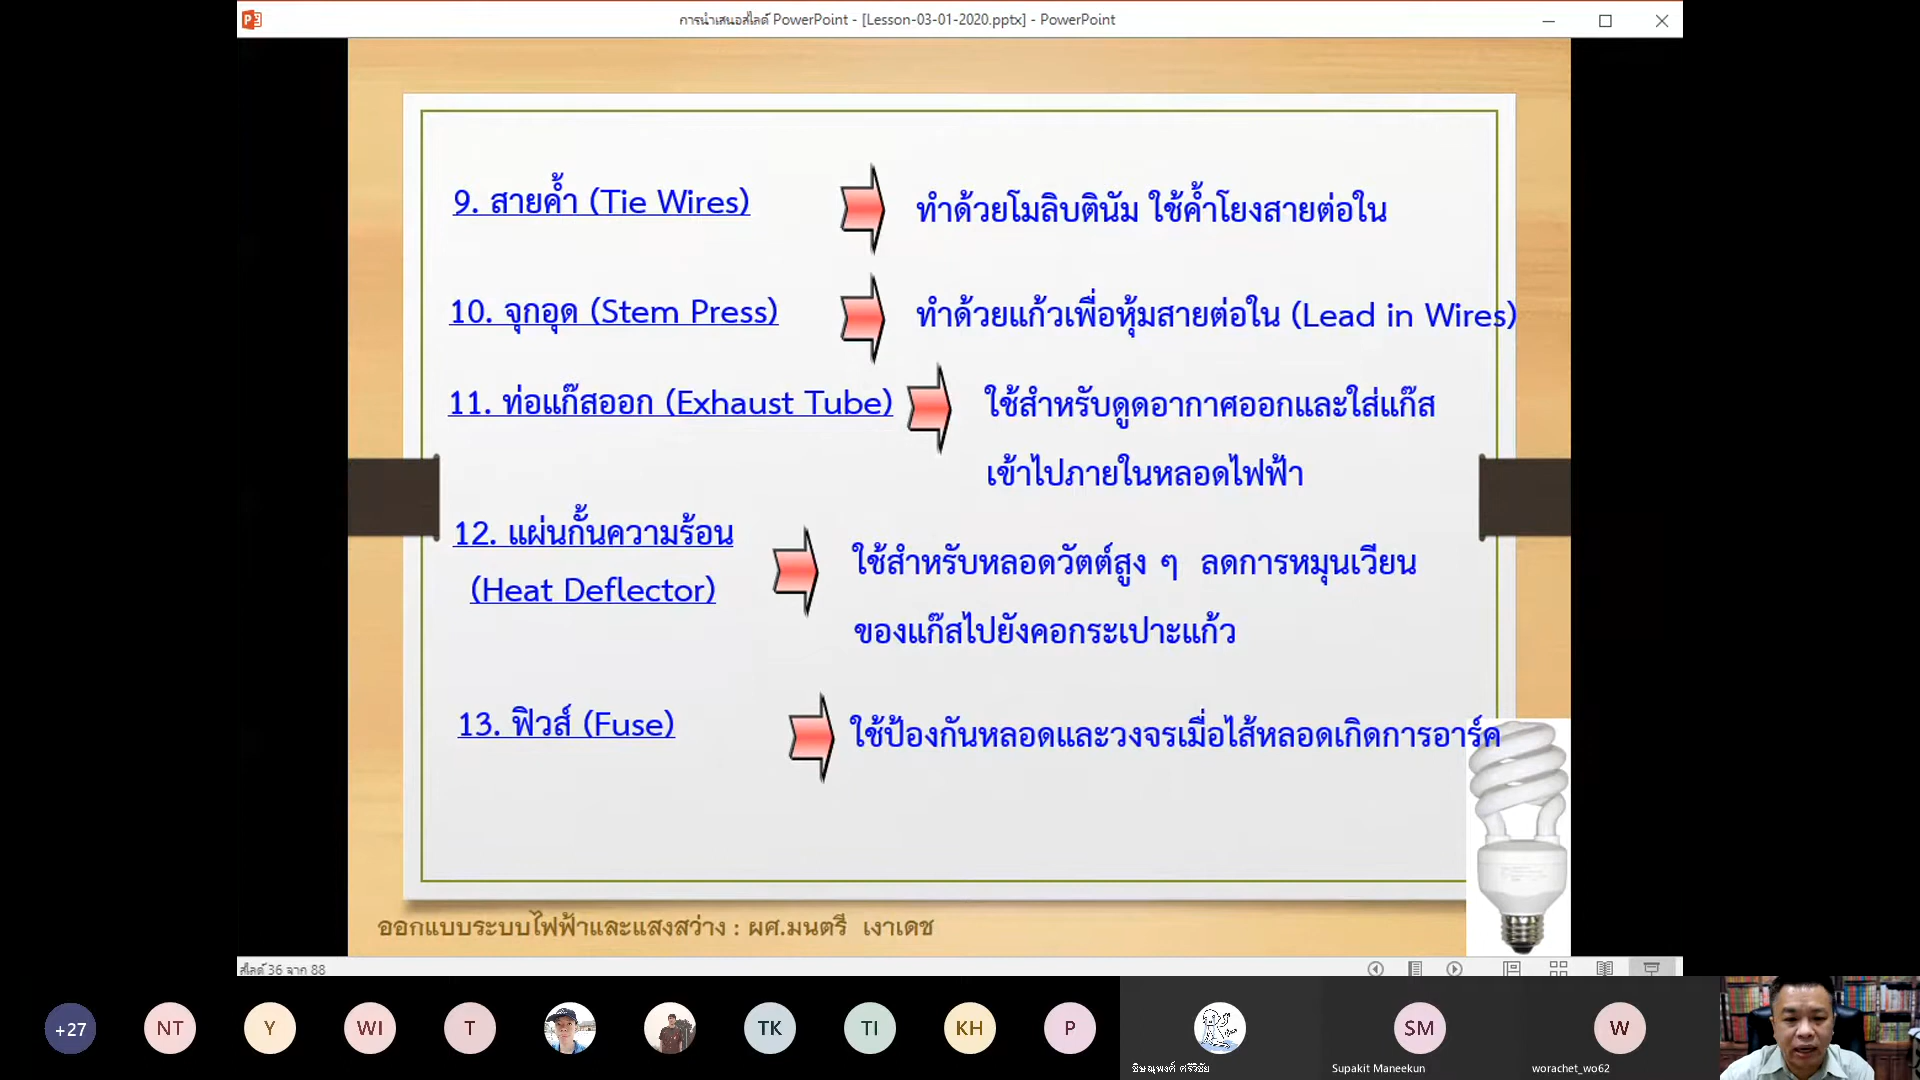 การนำเสนอสไลด์ PowerPoint - [Lesson-03-01-2020.pptx] - PowerPoint
9. สายค้ำ (Tie Wires)
ทำด้วยโมลิบตินัม ใช้ค้ำโยงสายต่อใน
10. จุกอุด (Stem Press)
ทำด้วยแก้วเพื่อหุ้มสายต่อใน (Lead in Wires)
11. ท่อแก๊สออก (Exhaust Tube)
ใช้สำหรับดูดอากาศออกและใส่แก๊ส
เข้าไปภายในหลอดไฟฟ้า
12. แผ่นกั้นความร้อน
(Heat Deflector)
ใช้สำหรับหลอดวัตต์สูง ๆ ลดการหมุนเวียน
ของแก๊สไปยังคอกระเปาะแก้ว
13. ฟิวส์ (Fuse)
ใช้ป้องกันหลอดและวงจรเมื่อไส้หลอดเกิดการอาร์ค
ออกแบบระบบไฟฟ้าและแสงสว่าง : ผศ.มนตรี เงาเดช
สไลด์ 36 จาก 88
+27
NT
Y
WI
T
TK
TI
KH
P
SM
W
Supakit Maneekun
worachet_wo62